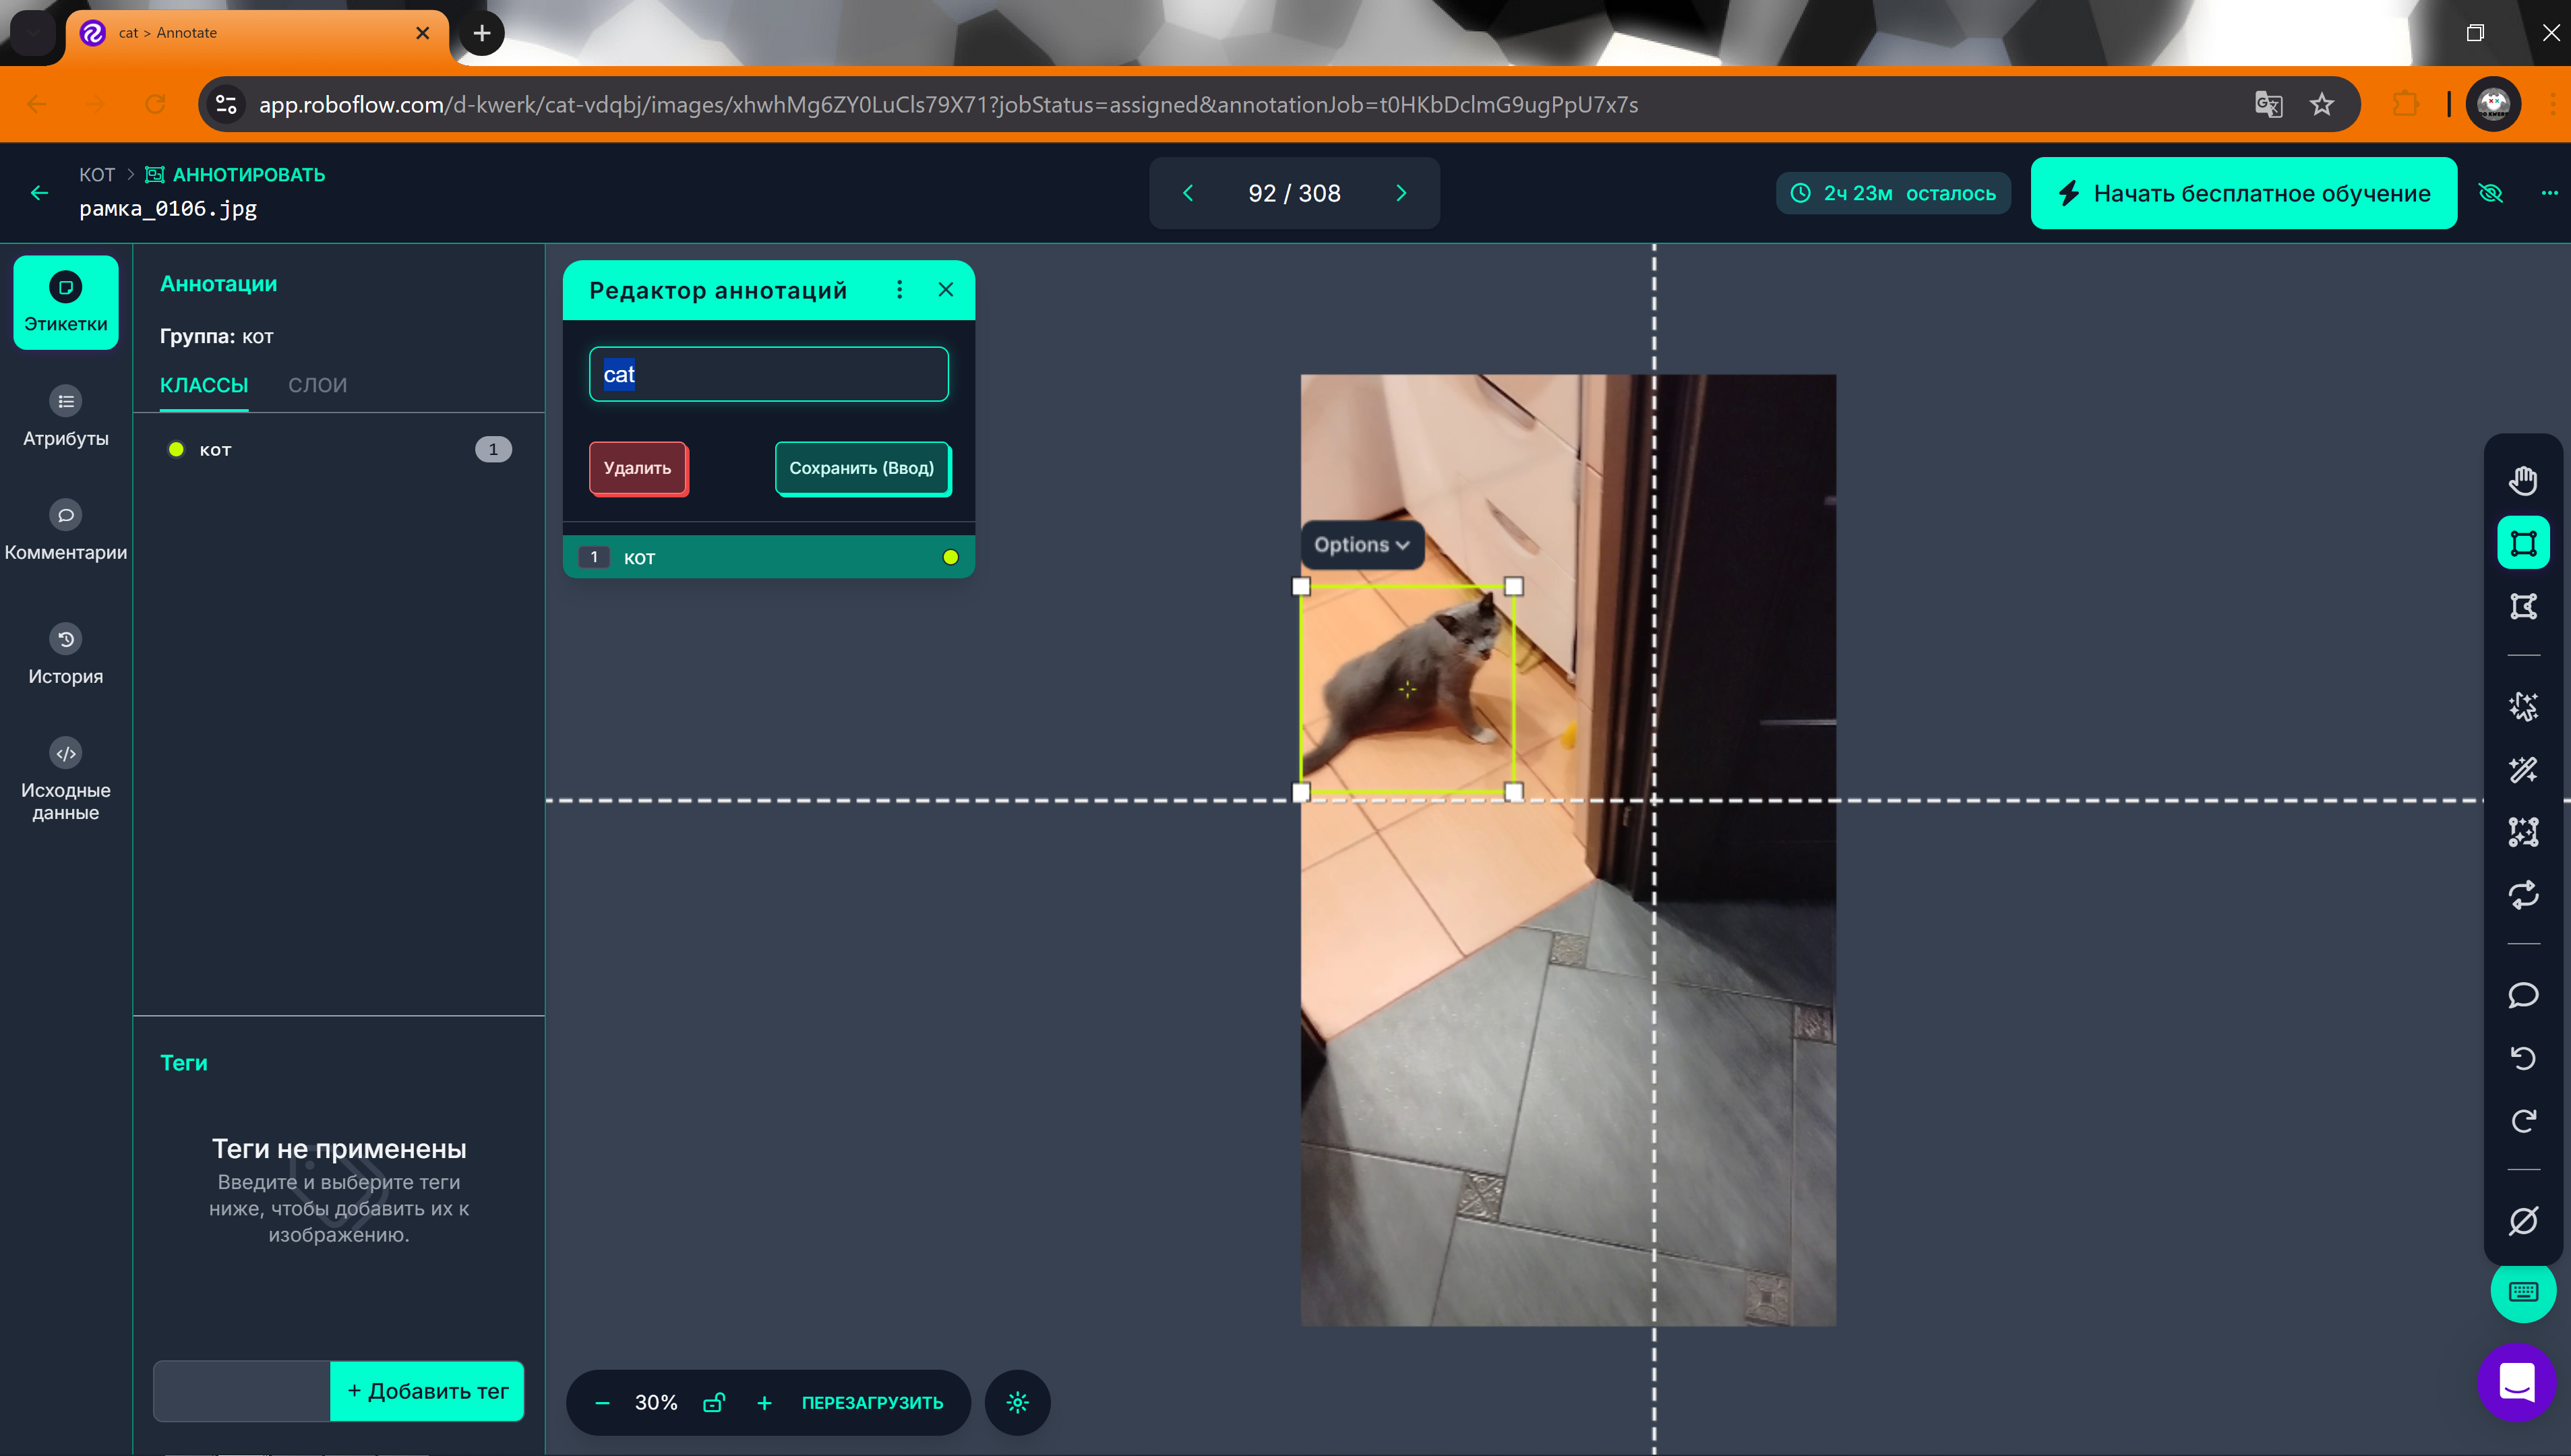 cat > Annotate
app.roboflow.com/d-kwerk/cat-vdqbj/images/xhwhMg6ZY0LuCls79X71?jobStatus=assigned&annotationJob=t0HKbDclmG9ugPpU7x7s
КОТ > АННОТИРОВАТЬ
рамка_0106.jpg
92 / 308
2ч 23м осталось
Начать бесплатное обучение
Этикетки
Атрибуты
Комментарии
История
Исходные
данные
Аннотации
Группа: кот
КЛАССЫ СЛОИ
кот 1
Теги
Теги не применены
Введите и выберите теги
ниже, чтобы добавить их к
изображению.
+ Добавить тег
Редактор аннотаций
cat
Удалить Сохранить (Ввод)
1 кот
Options
30% ПЕРЕЗАГРУЗИТЬ